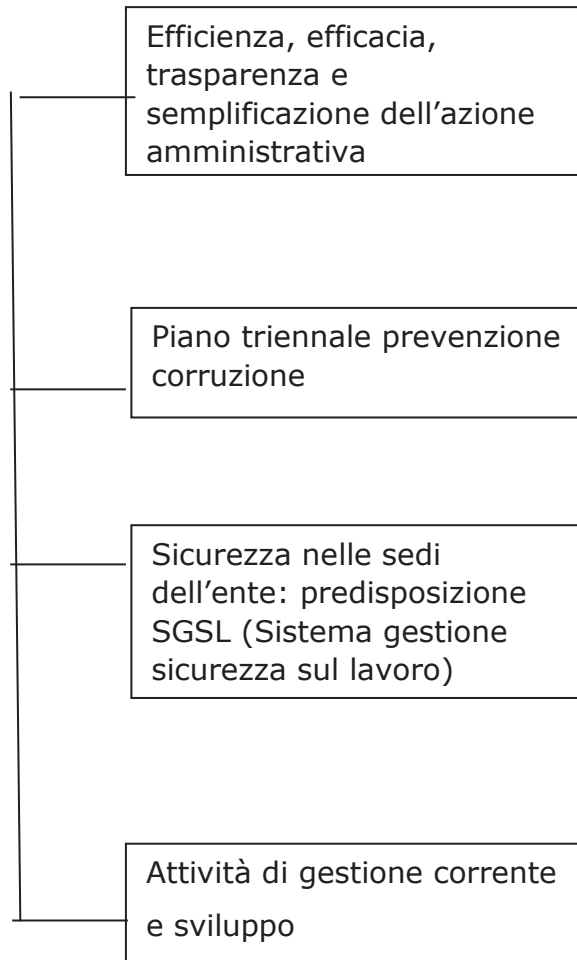 Efficienza, efficacia,
trasparenza e
semplificazione dell’azione
amministrativa
Piano triennale prevenzione
corruzione
Sicurezza nelle sedi
dell’ente: predisposizione
SGSL (Sistema gestione
sicurezza sul lavoro)
Attività di gestione corrente
e sviluppo